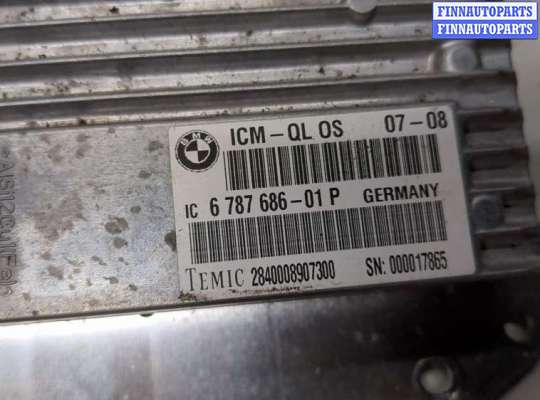 FINNAUTOPARTS
FINNAUTOPARTS
BMW
ICM-QL OS 07-08
IC 6 787 686-01 P GERMANY
TEMIC 2840008907300 SN: 000017865